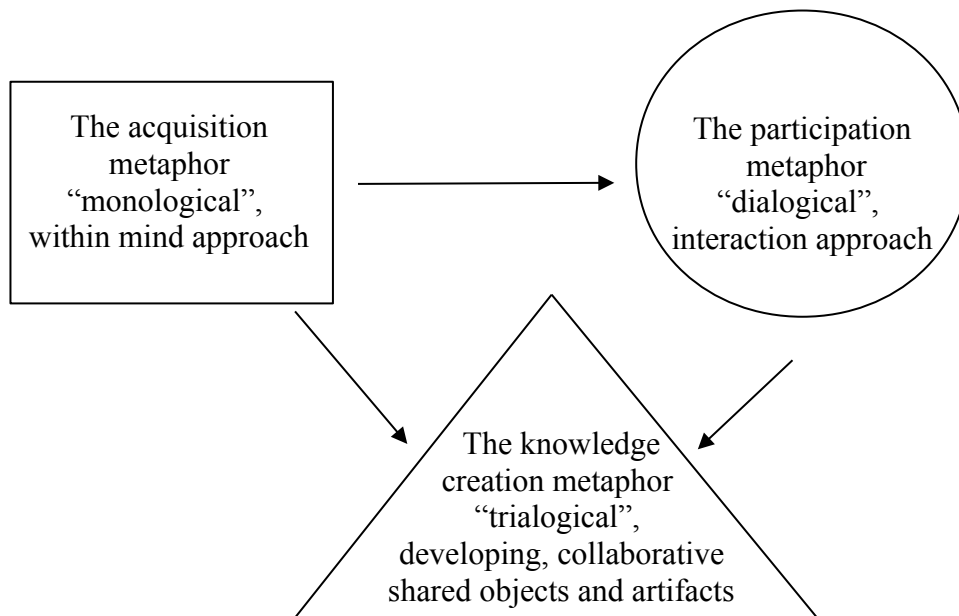 The acquisition
metaphor
“monological”,
within mind approach
The participation
metaphor
“dialogical”,
interaction approach
The knowledge
creation metaphor
“trialogical”,
developing, collaborative
shared objects and artifacts